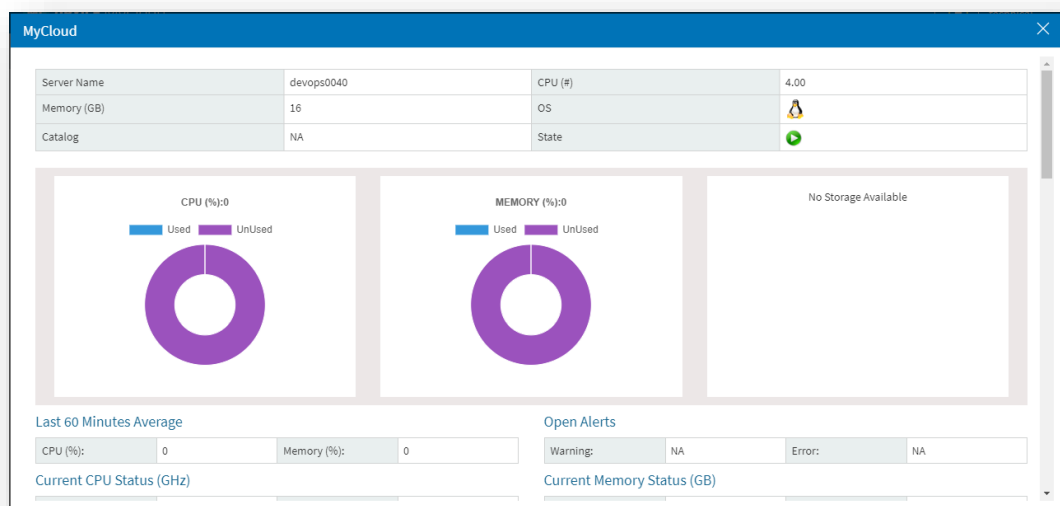 MyCloud
Server Name devops0040 CPU (#) 4.00
Memory (GB) 16 OS
Catalog NA State
CPU (%):0 MEMORY (%):0 No Storage Available
Used UnUsed Used UnUsed
Last 60 Minutes Average Open Alerts
CPU (%): 0 Memory (%): 0 Warning: NA Error: NA
Current CPU Status (GHz) Current Memory Status (GB)